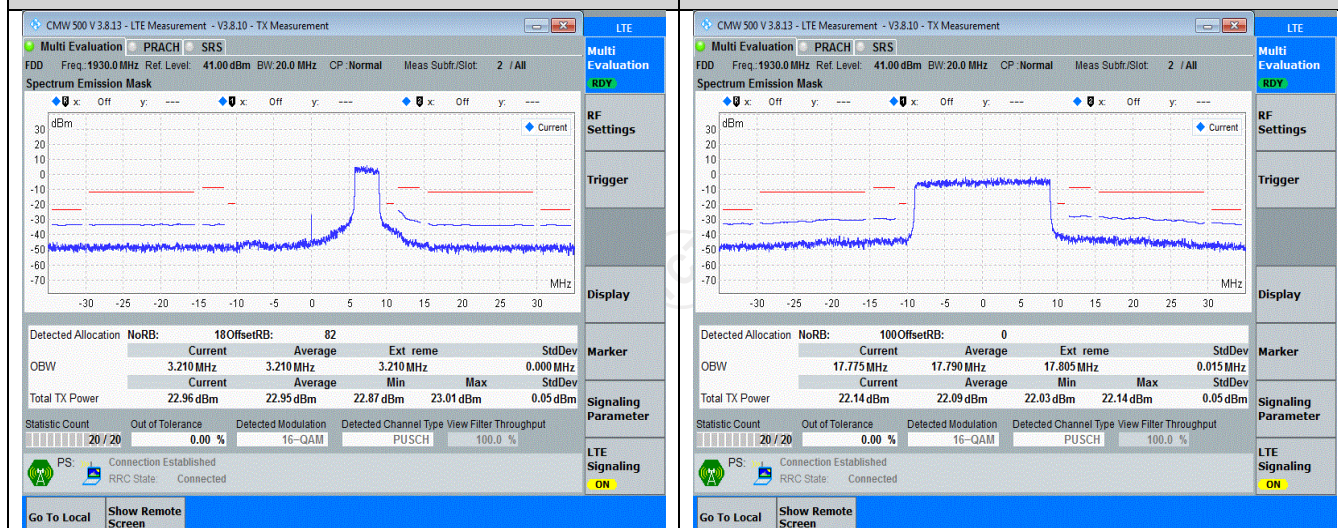 CMW 500 V 3.8.13 - LTE Measurement - V3.8.10 - TX Measurement
LTE
Multi Evaluation PRACH SRS
Multi Evaluation
RDY
FDD Freq.:1930.0 MHz Ref. Level: 41.00 dBm BW:20.0 MHz CP :Normal Meas Subfr./Slot: 2 / All
Spectrum Emission Mask
x: Off y: --- x: Off y: --- x: Off y: ---
RF Settings
dBm
Current
30
20
10
0
-10
-20
-30
-40
-50
-60
-70
MHz
-30 -25 -20 -15 -10 -5 0 5 10 15 20 25 30
Trigger
Display
Detected Allocation NoRB: 18 OffsetRB: 82
Current Average Ext reme StdDev
OBW 3.210 MHz 3.210 MHz 3.210 MHz 0.000 MHz
Current Average Min Max StdDev
Total TX Power 22.96 dBm 22.95 dBm 22.87 dBm 23.01 dBm 0.05 dBm
Marker
Signaling Parameter
Statistic Count Out of Tolerance Detected Modulation Detected Channel Type View Filter Throughput
20 / 20 0.00 % 16-QAM PUSCH 100.0 %
PS: Connection Established
RRC State: Connected
LTE Signaling
ON
Go To Local
Show Remote Screen
CMW 500 V 3.8.13 - LTE Measurement - V3.8.10 - TX Measurement
LTE
Multi Evaluation PRACH SRS
Multi Evaluation
RDY
FDD Freq.:1930.0 MHz Ref. Level: 41.00 dBm BW:20.0 MHz CP :Normal Meas Subfr./Slot: 2 / All
Spectrum Emission Mask
x: Off y: --- x: Off y: --- x: Off y: ---
RF Settings
dBm
Current
30
20
10
0
-10
-20
-30
-40
-50
-60
-70
MHz
-30 -25 -20 -15 -10 -5 0 5 10 15 20 25 30
Trigger
Display
Detected Allocation NoRB: 100 OffsetRB: 0
Current Average Ext reme StdDev
OBW 17.775 MHz 17.790 MHz 17.805 MHz 0.015 MHz
Current Average Min Max StdDev
Total TX Power 22.14 dBm 22.09 dBm 22.03 dBm 22.14 dBm 0.05 dBm
Marker
Signaling Parameter
Statistic Count Out of Tolerance Detected Modulation Detected Channel Type View Filter Throughput
20 / 20 0.00 % 16-QAM PUSCH 100.0 %
PS: Connection Established
RRC State: Connected
LTE Signaling
ON
Go To Local
Show Remote Screen